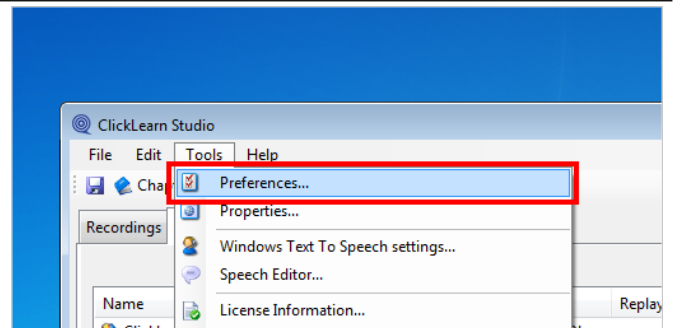 ClickLearn Studio
File Edit Tools Help
Preferences...
Properties...
Recordings
Windows Text To Speech settings...
Speech Editor...
Name
Replay
License Information...